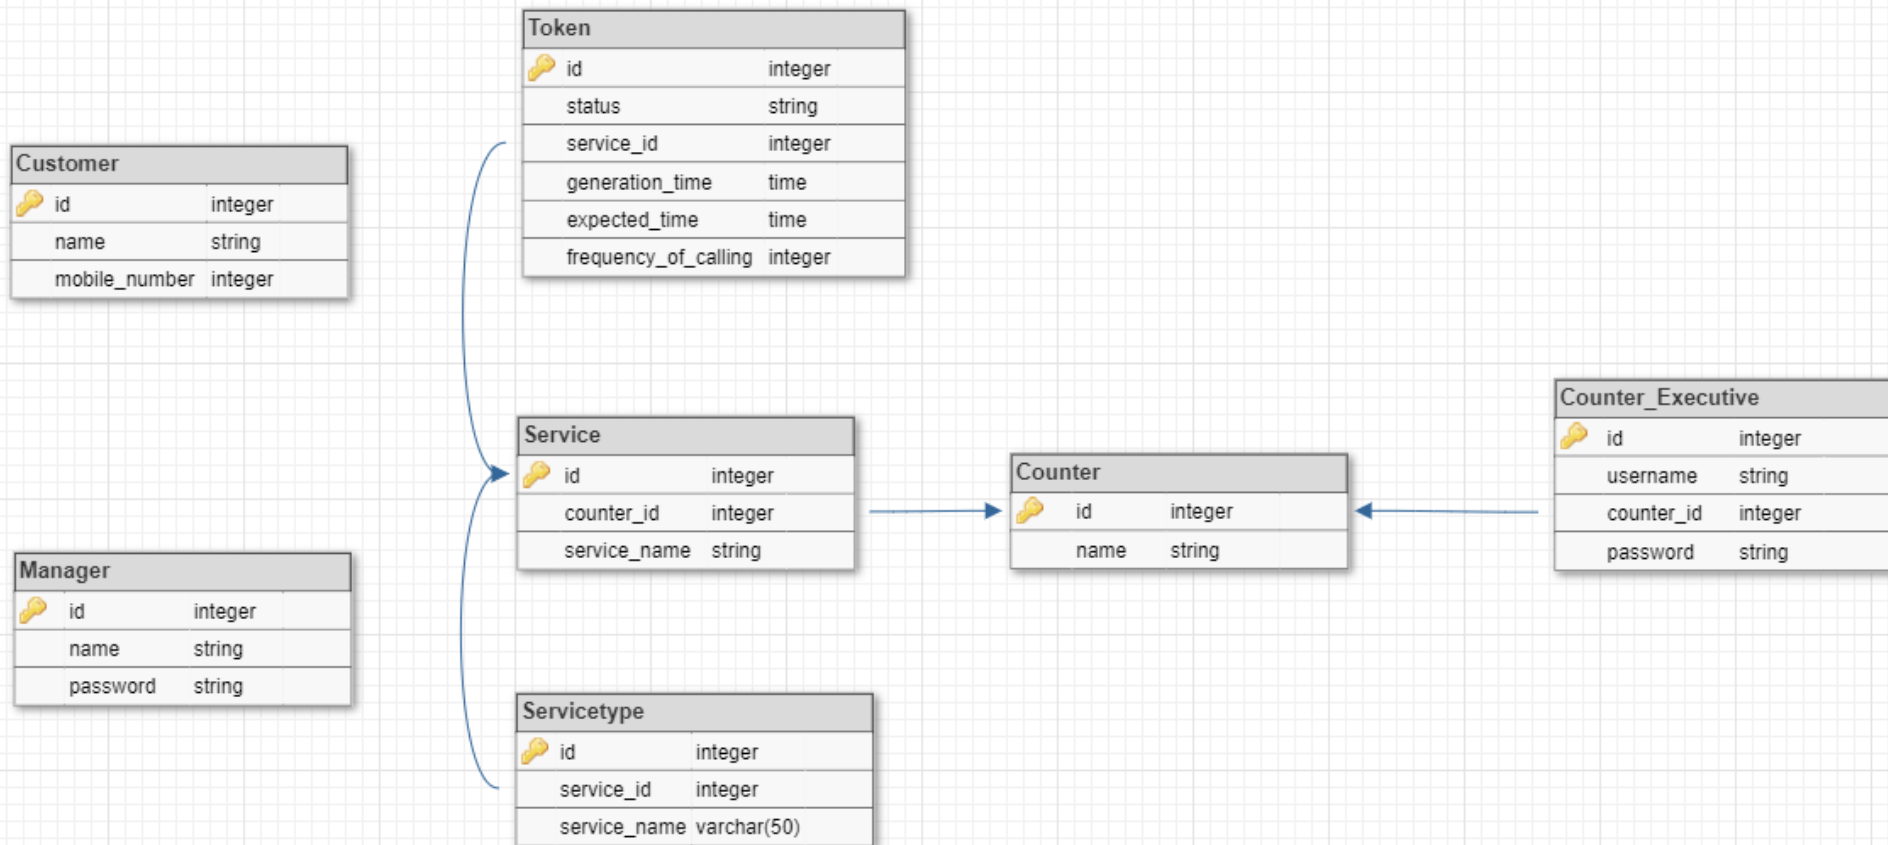 Token
id integer
status string
service_id integer
generation_time time
expected_time time
frequency_of_calling integer
Customer
id integer
name string
mobile_number integer
Service
id integer
counter_id integer
service_name string
Counter
id integer
name string
Counter_Executive
id integer
username string
counter_id integer
password string
Manager
id integer
name string
password string
Servicetype
id integer
service_id integer
service_name varchar(50)